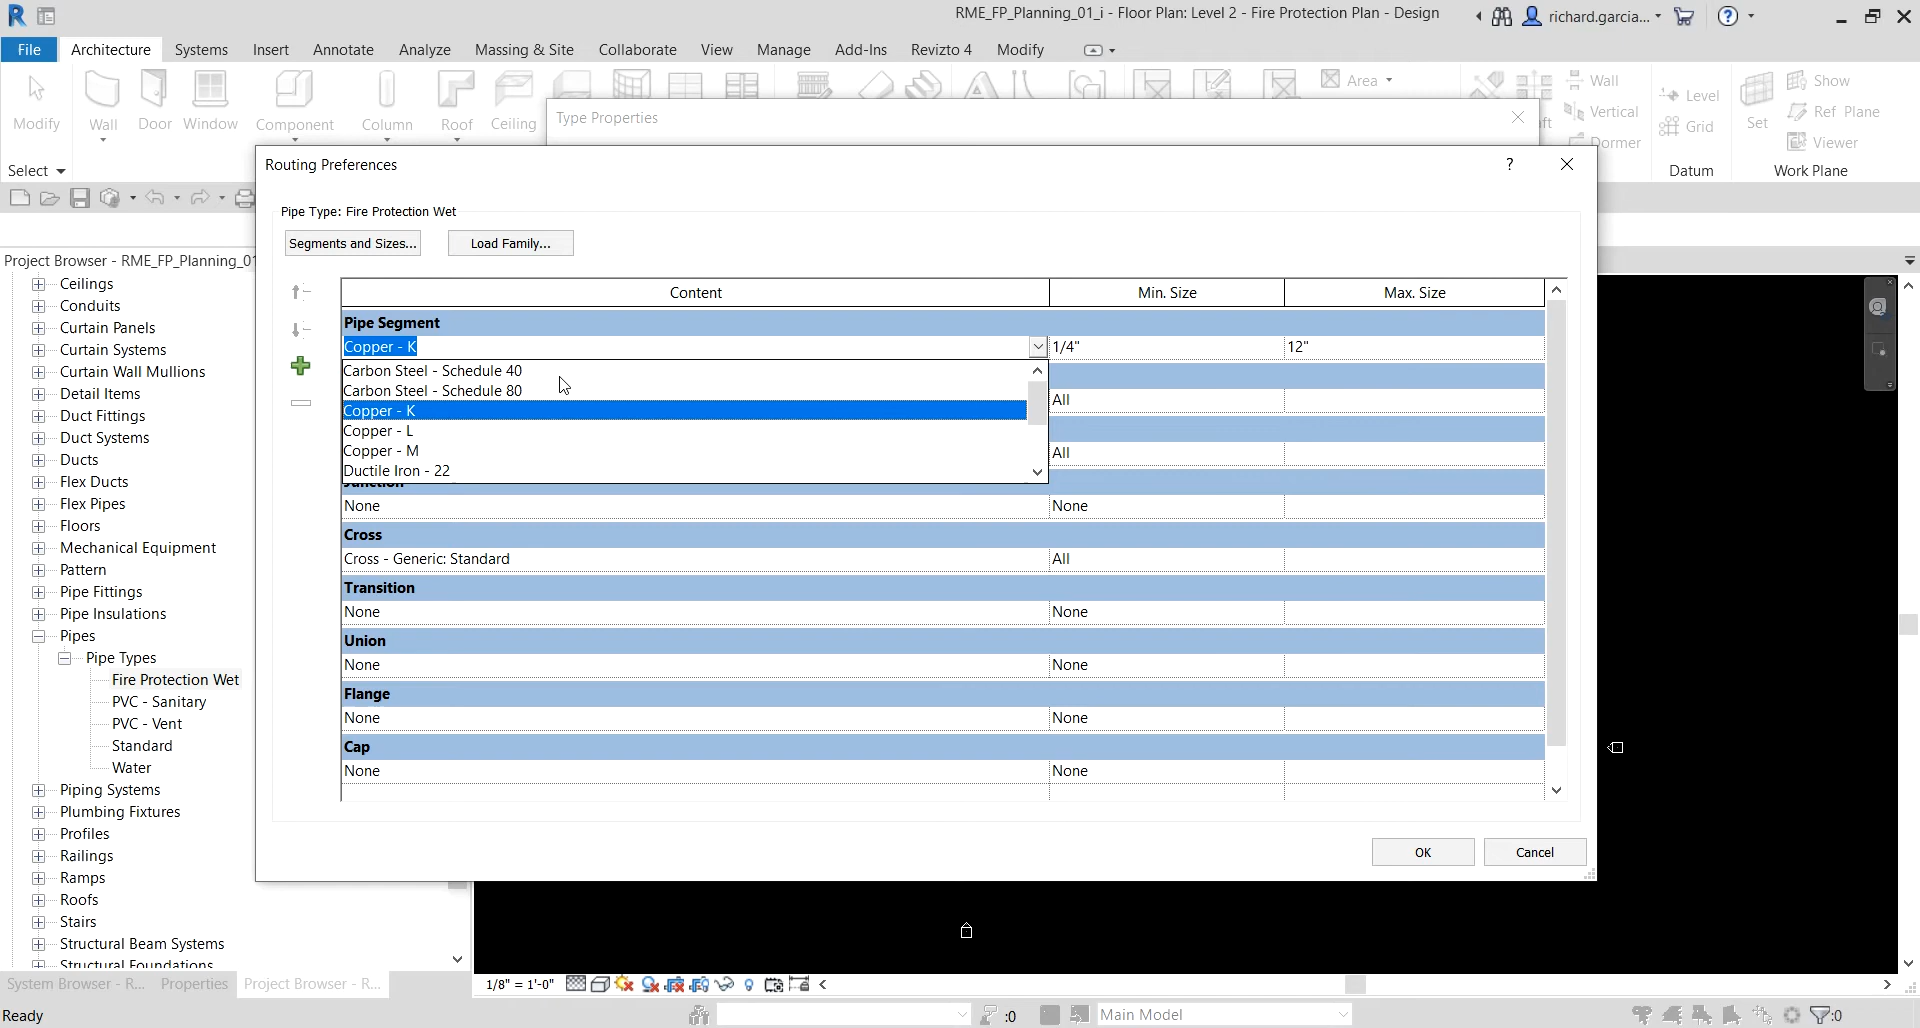 RME_FP_Planning_01_i - Floor Plan: Level 2 - Fire Protection Plan - Design
richard.garcia...
File Architecture Systems Insert Annotate Analyze Massing & Site Collaborate View Manage Add-Ins Revizto 4 Modify
Modify Wall Door Window Component Column Roof Ceiling
Area
Wall
Vertical
Dormer
Level
Grid
Set
Show
Ref Plane
Viewer
Select
Datum
Work Plane
Type Properties
Routing Preferences
?
Pipe Type: Fire Protection Wet
Segments and Sizes...
Load Family...
Content Min. Size Max. Size
Pipe Segment
Copper - K 1/4" 12"
Carbon Steel - Schedule 40
Carbon Steel - Schedule 80
Copper - K All
Copper - L
Copper - M All
Ductile Iron - 22
Junction
None None
Cross
Cross - Generic: Standard All
Transition
None None
Union
None None
Flange
None None
Cap
None None
OK Cancel
Project Browser - RME_FP_Planning_01
Ceilings
Conduits
Curtain Panels
Curtain Systems
Curtain Wall Mullions
Detail Items
Duct Fittings
Duct Systems
Ducts
Flex Ducts
Flex Pipes
Floors
Mechanical Equipment
Pattern
Pipe Fittings
Pipe Insulations
Pipes
Pipe Types
Fire Protection Wet
PVC - Sanitary
PVC - Vent
Standard
Water
Piping Systems
Plumbing Fixtures
Profiles
Railings
Ramps
Roofs
Stairs
Structural Beam Systems
Structural Foundations
System Browser - R... Properties Project Browser - R...
1/8" = 1'-0"
Ready
:0
Main Model
:0